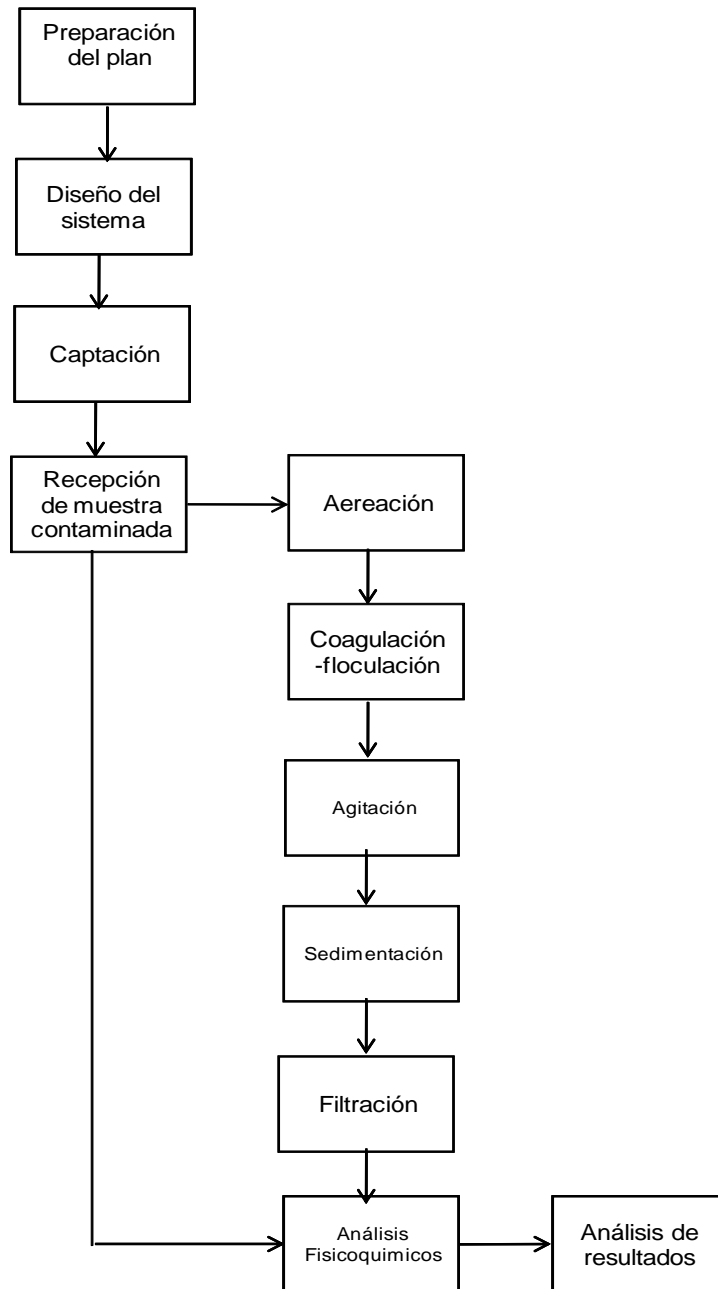 Preparación
del plan
Diseño del
sistema
Captación
Recepción
de muestra
contaminada
Aereación
Coagulación
-floculación
Agitación
Sedimentación
Filtración
Análisis
Fisicoquimicos
Análisis de
resultados